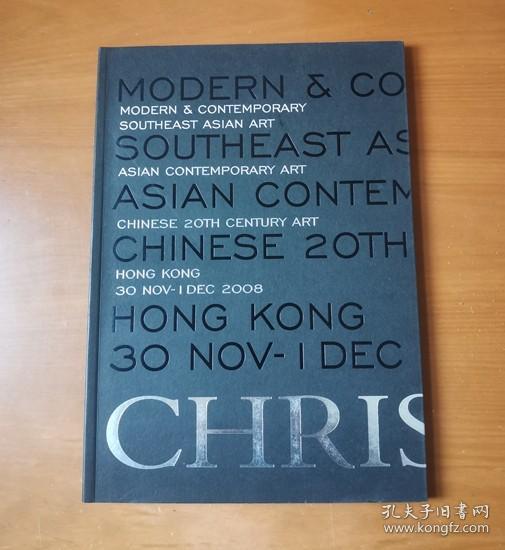 MODERN & CO
MODERN & CONTEMPORARY
SOUTHEAST ASIAN ART
SOUTHEAST AS
ASIAN CONTEMPORARY ART
ASIAN CONTEM
CHINESE 20TH CENTURY ART
CHINESE 20TH
HONG KONG
30 NOV-1 DEC 2008
HONG KONG
30 NOV-1 DEC
CHRIS
孔夫子旧书网
www.kongfz.com